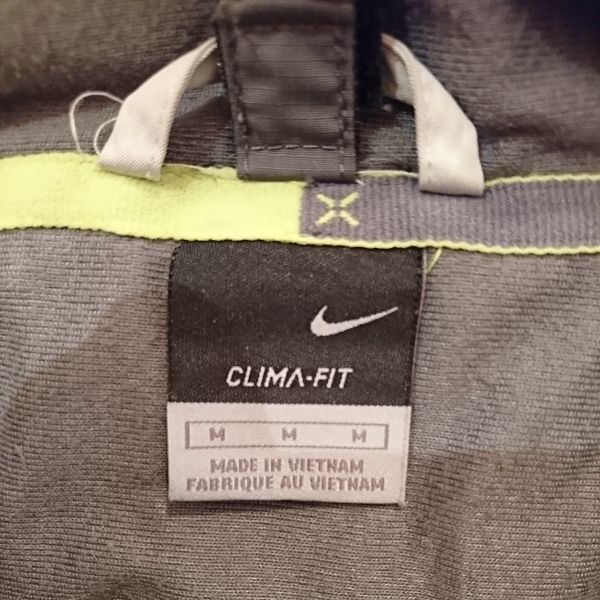 CLIMA-FIT
M M M
MADE IN VIETNAM
FABRIQUE AU VIETNAM